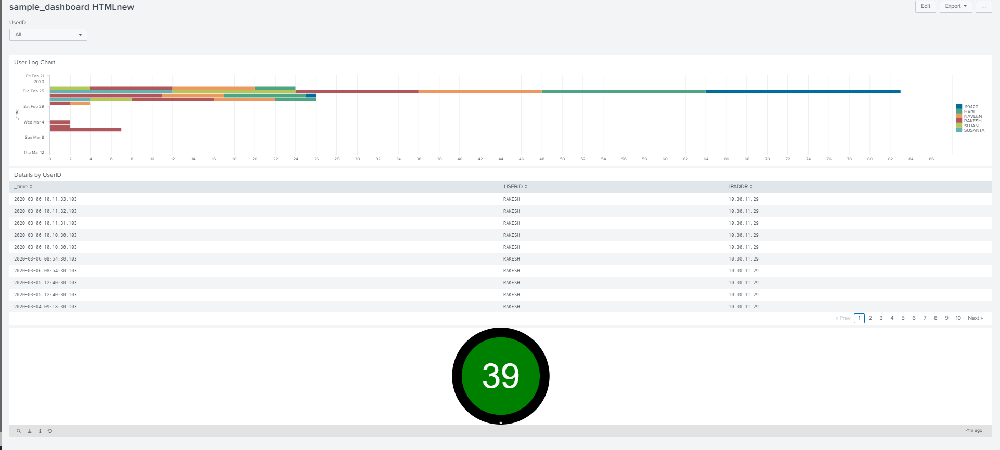 sample_dashboard HTMLnew
Edit
Export
...
UserID
All
User Log Chart
_time
Fri Feb 21
2020
Tue Feb 25
Sat Feb 29
Wed Mar 4
Sun Mar 8
Thu Mar 12
0 2 4 6 8 10 12 14 16 18 20 22 24 26 28 30 32 34 36 38 40 42 44 46 48 50 52 54 56 58 60 62 64 66 68 70 72 74 76 78 80 82 84 86
119420
HARI
NAVEEN
RAKESH
SUJAN
SUSANTA
Details by UserID
_time USERID IPADDR
2020-03-06 10:11:33.103 RAKESH 10.30.11.29
2020-03-06 10:11:32.103 RAKESH 10.30.11.29
2020-03-06 10:11:31.103 RAKESH 10.30.11.29
2020-03-06 10:10:30.103 RAKESH 10.30.11.29
2020-03-06 10:10:30.103 RAKESH 10.30.11.29
2020-03-06 08:54:30.103 RAKESH 10.30.11.29
2020-03-06 08:54:30.103 RAKESH 10.30.11.29
2020-03-05 12:40:30.103 RAKESH 10.30.11.29
2020-03-05 12:40:30.103 RAKESH 10.30.11.29
2020-03-04 09:18:30.103 RAKESH 10.30.11.29
« Prev 1 2 3 4 5 6 7 8 9 10 Next »
39
<1m ago